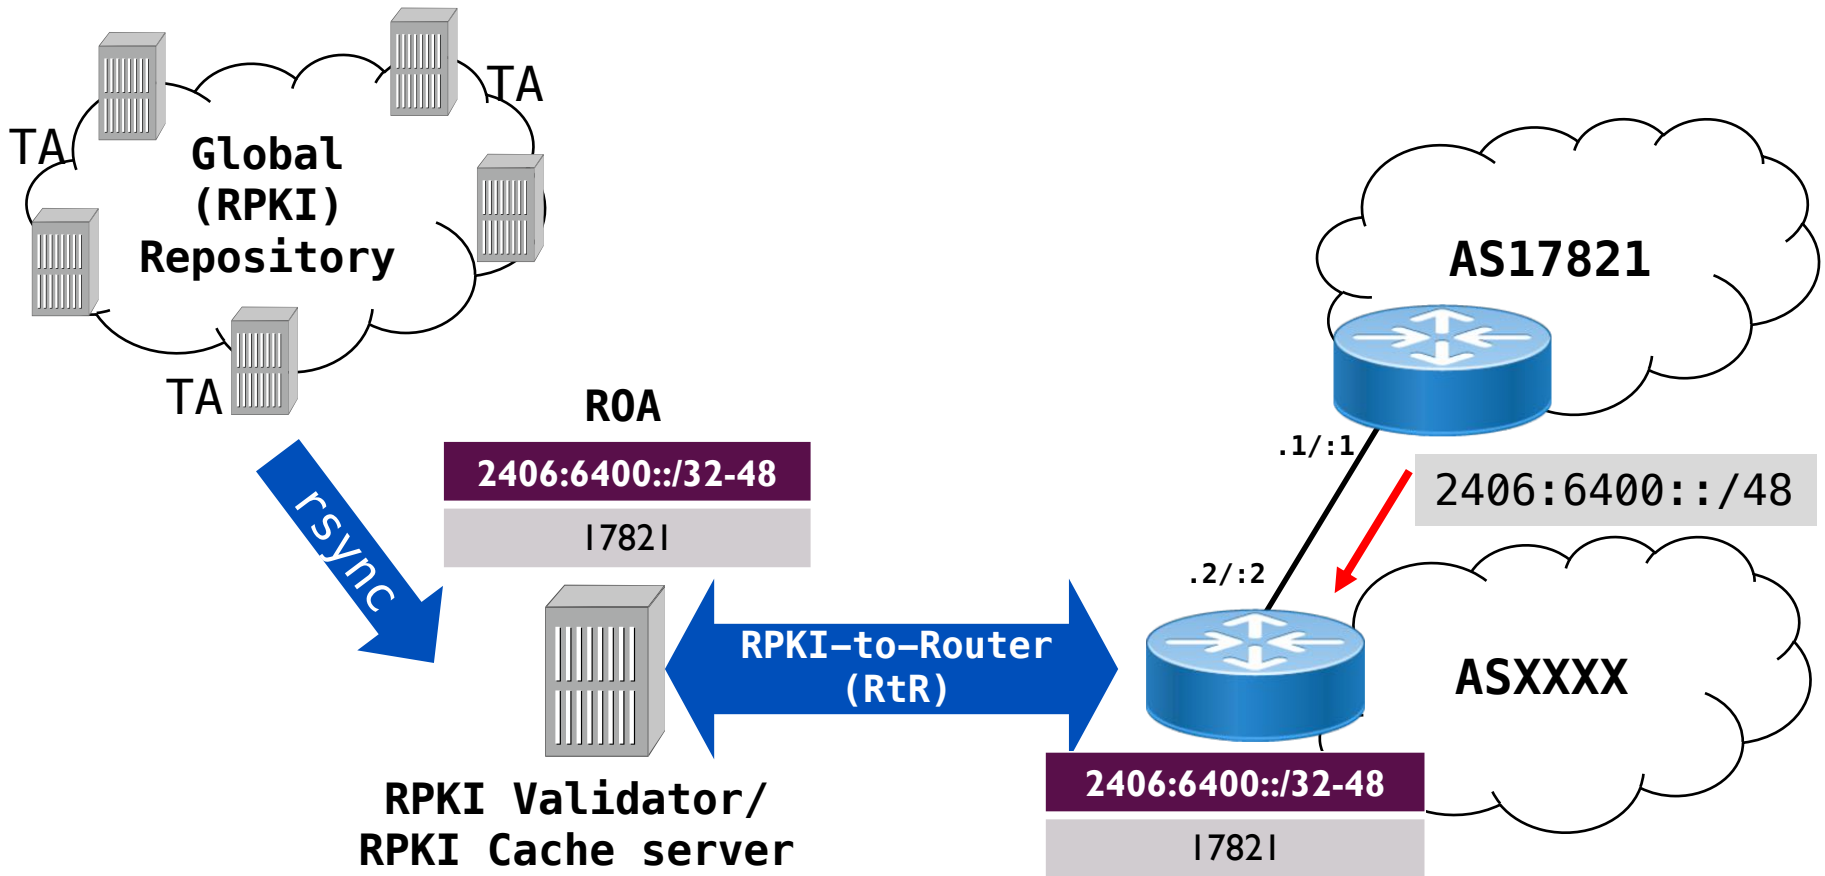 TA
TA
Global
(RPKI)
Repository
TA
rsync
ROA
2406:6400::/32-48
17821
RPKI Validator/
RPKI Cache server
RPKI-to-Router
(RtR)
AS17821
.1/:1
2406:6400::/48
.2/:2
ASXXXX
2406:6400::/32-48
17821